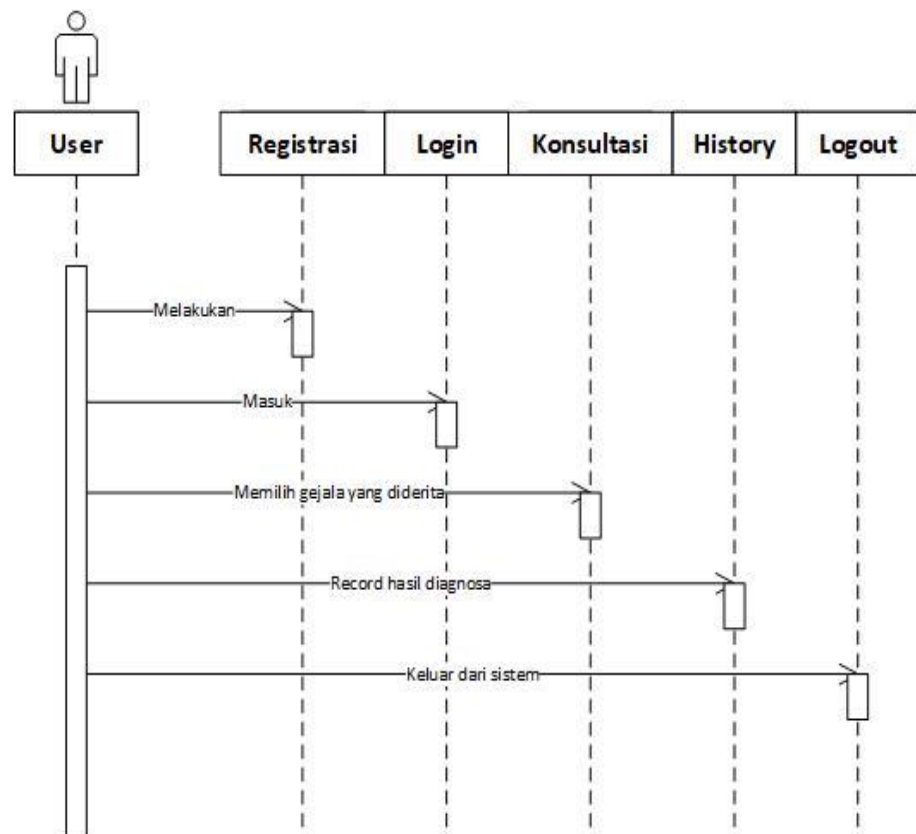 User
Registrasi
Login
Konsultasi
History
Logout
Melakukan
Masuk
Memilih gejala yang diderita
Record hasil diagnosa
Keluar dari sistem